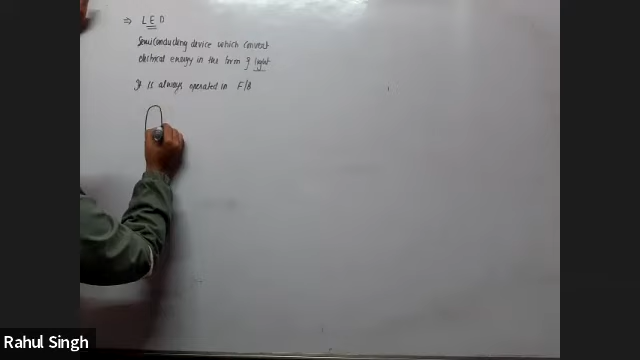 ⇒ LED
Semiconducting device which convert
electrical energy in the form of light
It is always operated in F/B
Rahul Singh